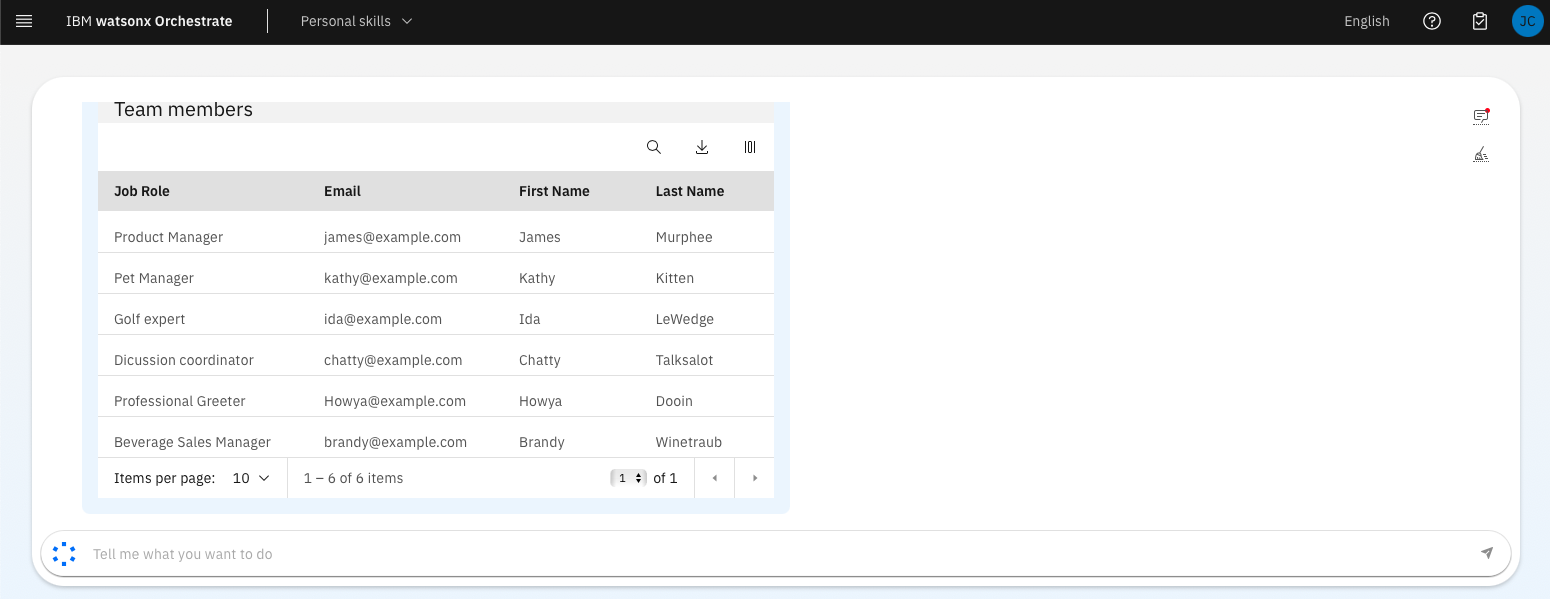 IBM watsonx Orchestrate Personal skills English JC
Team members
Job Role Email First Name Last Name
Product Manager james@example.com James Murphee
Pet Manager kathy@example.com Kathy Kitten
Golf expert ida@example.com Ida LeWedge
Dicussion coordinator chatty@example.com Chatty Talksalot
Professional Greeter Howya@example.com Howya Dooin
Beverage Sales Manager brandy@example.com Brandy Winetraub
Items per page: 10 1 – 6 of 6 items 1 of 1
Tell me what you want to do